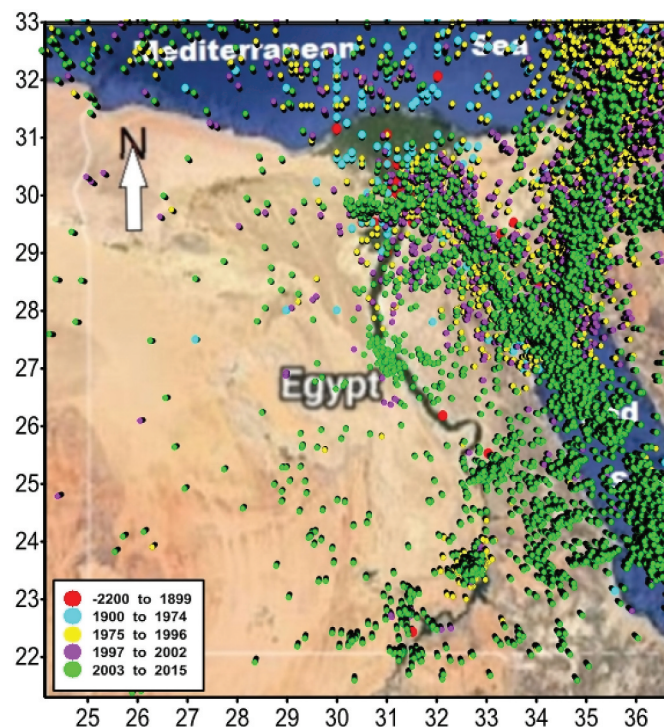 33
32
31
30
29
28
27
26
25
24
23
22
Mediterranean Sea
N
Egypt
-2200 to 1899
1900 to 1974
1975 to 1996
1997 to 2002
2003 to 2015
25 26 27 28 29 30 31 32 33 34 35 36